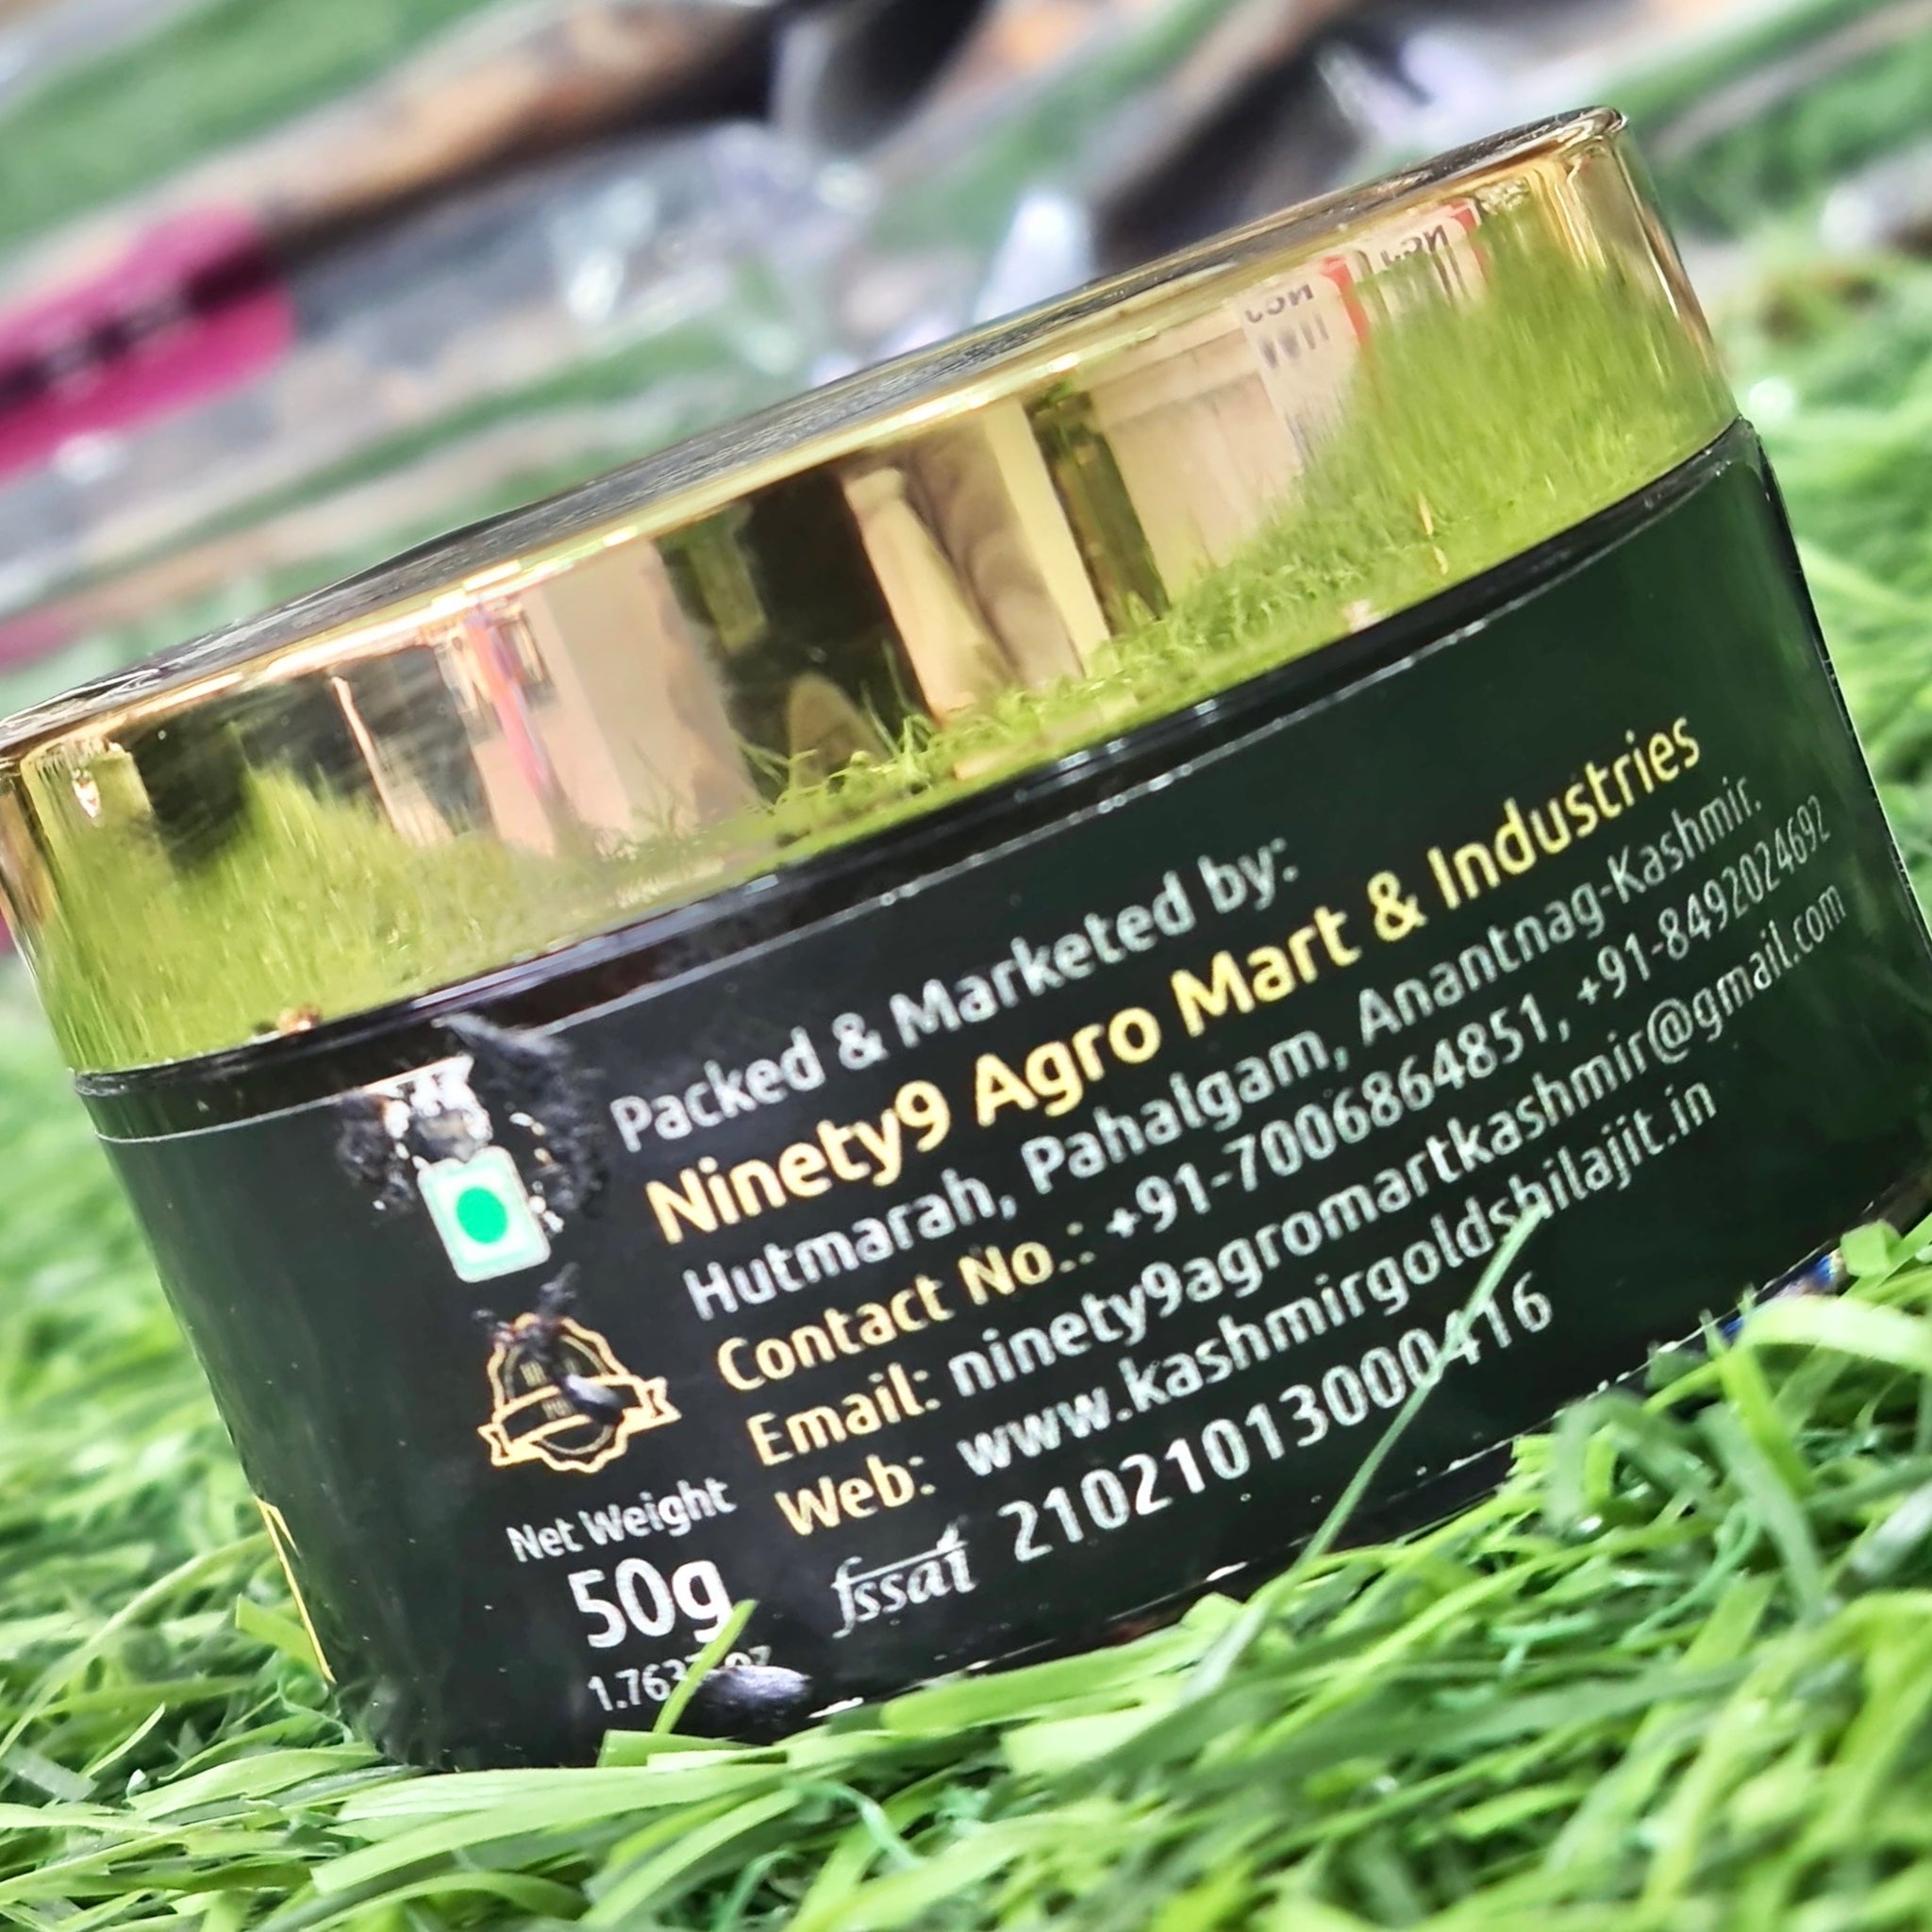 Packed & Marketed by:
Ninety9 Agro Mart & Industries
Hutmarah, Pahalgam, Anantnag-Kashmir.
Contact No.: +91-7006864851, +91-8492024692
Email: ninety9agromartkashmir@gmail.com
Web: www.kashmirgoldshilajit.in
fssai 21021013000416
Net Weight
50g